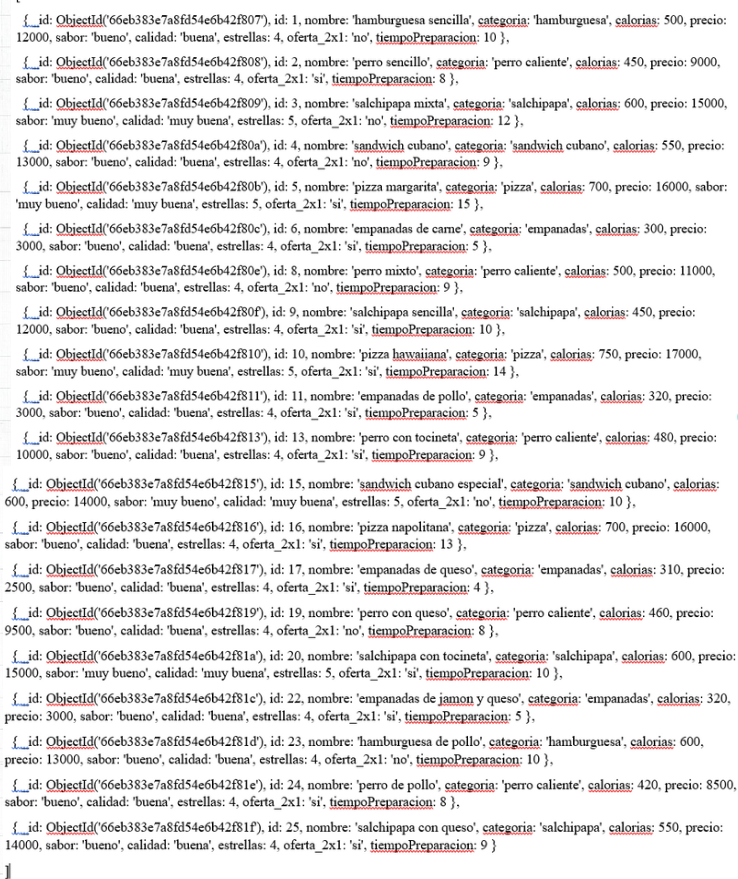 { _id: ObjectId('66eb383e7a8fd54e6b42f807'), id: 1, nombre: 'hamburguesa sencilla', categoria: 'hamburguesa', calorias: 500, precio:
12000, sabor: 'bueno', calidad: 'buena', estrellas: 4, oferta_2x1: 'no', tiempoPreparacion: 10 },
{ _id: ObjectId('66eb383e7a8fd54e6b42f808'), id: 2, nombre: 'perro sencillo', categoria: 'perro caliente', calorias: 450, precio: 9000,
sabor: 'bueno', calidad: 'buena', estrellas: 4, oferta_2x1: 'si', tiempoPreparacion: 8 },
{ _id: ObjectId('66eb383e7a8fd54e6b42f809'), id: 3, nombre: 'salchipapa mixta', categoria: 'salchipapa', calorias: 600, precio: 15000,
sabor: 'muy bueno', calidad: 'muy buena', estrellas: 5, oferta_2x1: 'no', tiempoPreparacion: 12 },
{ _id: ObjectId('66eb383e7a8fd54e6b42f80a'), id: 4, nombre: 'sandwich cubano', categoria: 'sandwich cubano', calorias: 550, precio:
13000, sabor: 'bueno', calidad: 'buena', estrellas: 4, oferta_2x1: 'no', tiempoPreparacion: 9 },
{ _id: ObjectId('66eb383e7a8fd54e6b42f80b'), id: 5, nombre: 'pizza margarita', categoria: 'pizza', calorias: 700, precio: 16000, sabor:
'muy bueno', calidad: 'muy buena', estrellas: 5, oferta_2x1: 'si', tiempoPreparacion: 15 },
{ _id: ObjectId('66eb383e7a8fd54e6b42f80c'), id: 6, nombre: 'empanadas de carne', categoria: 'empanadas', calorias: 300, precio:
3000, sabor: 'bueno', calidad: 'buena', estrellas: 4, oferta_2x1: 'si', tiempoPreparacion: 5 },
{ _id: ObjectId('66eb383e7a8fd54e6b42f80e'), id: 8, nombre: 'perro mixto', categoria: 'perro caliente', calorias: 500, precio: 11000,
sabor: 'bueno', calidad: 'buena', estrellas: 4, oferta_2x1: 'no', tiempoPreparacion: 9 },
{ _id: ObjectId('66eb383e7a8fd54e6b42f80f'), id: 9, nombre: 'salchipapa sencilla', categoria: 'salchipapa', calorias: 450, precio:
12000, sabor: 'bueno', calidad: 'buena', estrellas: 4, oferta_2x1: 'si', tiempoPreparacion: 10 },
{ _id: ObjectId('66eb383e7a8fd54e6b42f810'), id: 10, nombre: 'pizza hawaiiana', categoria: 'pizza', calorias: 750, precio: 17000,
sabor: 'muy bueno', calidad: 'muy buena', estrellas: 5, oferta_2x1: 'si', tiempoPreparacion: 14 },
{ _id: ObjectId('66eb383e7a8fd54e6b42f811'), id: 11, nombre: 'empanadas de pollo', categoria: 'empanadas', calorias: 320, precio:
3000, sabor: 'bueno', calidad: 'buena', estrellas: 4, oferta_2x1: 'si', tiempoPreparacion: 5 },
{ _id: ObjectId('66eb383e7a8fd54e6b42f813'), id: 13, nombre: 'perro con tocineta', categoria: 'perro caliente', calorias: 480, precio:
10000, sabor: 'bueno', calidad: 'buena', estrellas: 4, oferta_2x1: 'si', tiempoPreparacion: 9 },
{ _id: ObjectId('66eb383e7a8fd54e6b42f815'), id: 15, nombre: 'sandwich cubano especial', categoria: 'sandwich cubano', calorias:
600, precio: 14000, sabor: 'muy bueno', calidad: 'muy buena', estrellas: 5, oferta_2x1: 'no', tiempoPreparacion: 10 },
{ _id: ObjectId('66eb383e7a8fd54e6b42f816'), id: 16, nombre: 'pizza napolitana', categoria: 'pizza', calorias: 700, precio: 16000,
sabor: 'bueno', calidad: 'buena', estrellas: 4, oferta_2x1: 'si', tiempoPreparacion: 13 },
{ _id: ObjectId('66eb383e7a8fd54e6b42f817'), id: 17, nombre: 'empanadas de queso', categoria: 'empanadas', calorias: 310, precio:
2500, sabor: 'bueno', calidad: 'buena', estrellas: 4, oferta_2x1: 'si', tiempoPreparacion: 4 },
{ _id: ObjectId('66eb383e7a8fd54e6b42f819'), id: 19, nombre: 'perro con queso', categoria: 'perro caliente', calorias: 460, precio:
9500, sabor: 'bueno', calidad: 'buena', estrellas: 4, oferta_2x1: 'no', tiempoPreparacion: 8 },
{ _id: ObjectId('66eb383e7a8fd54e6b42f81a'), id: 20, nombre: 'salchipapa con tocineta', categoria: 'salchipapa', calorias: 600, precio:
15000, sabor: 'muy bueno', calidad: 'muy buena', estrellas: 5, oferta_2x1: 'si', tiempoPreparacion: 10 },
{ _id: ObjectId('66eb383e7a8fd54e6b42f81c'), id: 22, nombre: 'empanadas de jamon y queso', categoria: 'empanadas', calorias: 320,
precio: 3000, sabor: 'bueno', calidad: 'buena', estrellas: 4, oferta_2x1: 'si', tiempoPreparacion: 5 },
{ _id: ObjectId('66eb383e7a8fd54e6b42f81d'), id: 23, nombre: 'hamburguesa de pollo', categoria: 'hamburguesa', calorias: 600,
precio: 13000, sabor: 'bueno', calidad: 'buena', estrellas: 4, oferta_2x1: 'no', tiempoPreparacion: 10 },
{ _id: ObjectId('66eb383e7a8fd54e6b42f81e'), id: 24, nombre: 'perro de pollo', categoria: 'perro caliente', calorias: 420, precio: 8500,
sabor: 'bueno', calidad: 'buena', estrellas: 4, oferta_2x1: 'si', tiempoPreparacion: 8 },
{ _id: ObjectId('66eb383e7a8fd54e6b42f81f'), id: 25, nombre: 'salchipapa con queso', categoria: 'salchipapa', calorias: 550, precio:
14000, sabor: 'bueno', calidad: 'buena', estrellas: 4, oferta_2x1: 'si', tiempoPreparacion: 9 }
]